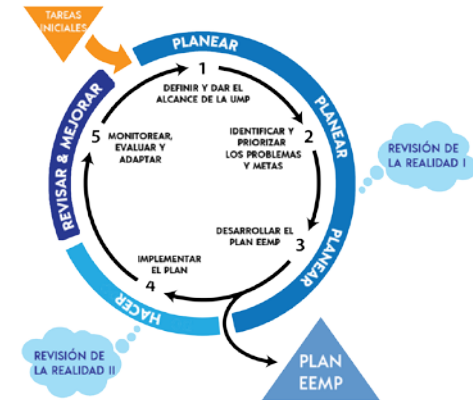 TAREAS
INICIALES
PLANEAR
1
DEFINIR Y DAR EL
ALCANCE DE LA UMP
PLANEAR
2
IDENTIFICAR Y
PRIORIZAR
LOS PROBLEMAS
Y METAS
REVISIÓN DE
LA REALIDAD I
PLANEAR
3
DESARROLLAR EL
PLAN EEMP
PLAN
EEMP
HACER
4
IMPLEMENTAR
EL PLAN
REVISIÓN DE
LA REALIDAD II
REVISAR & MEJORAR
5
MONITOREAR,
EVALUAR Y
ADAPTAR